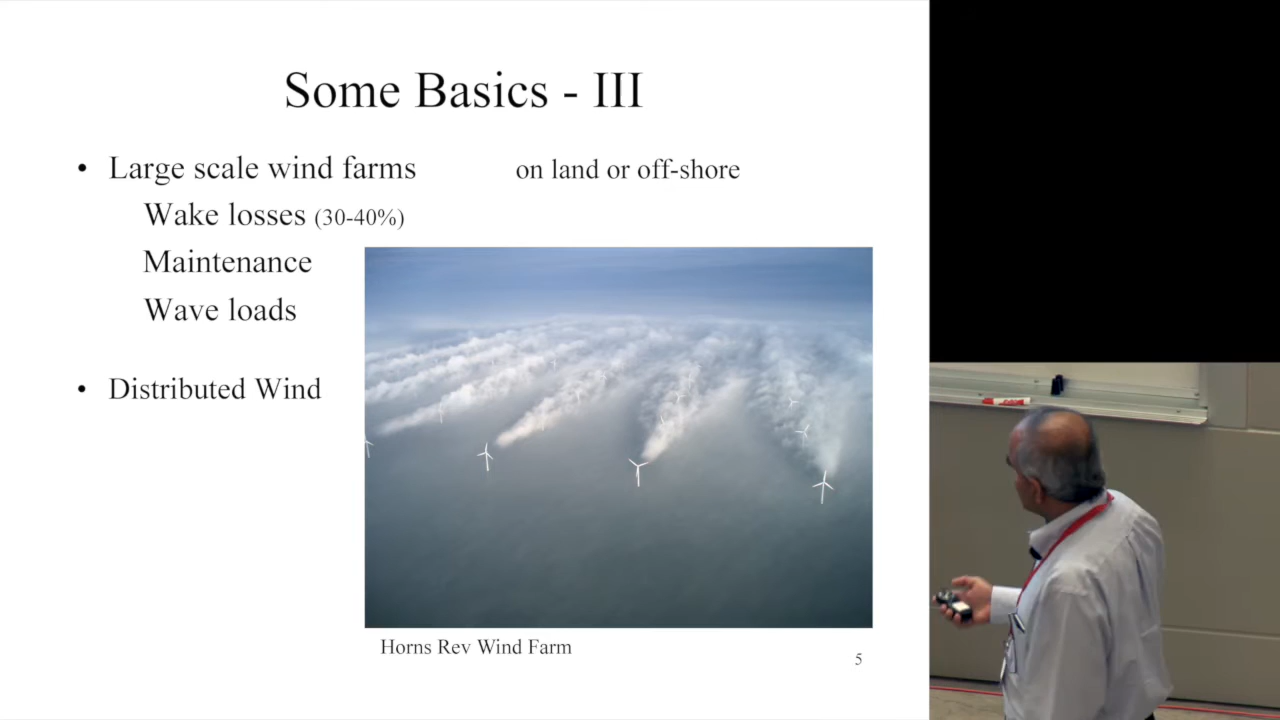 Some Basics - III
• Large scale wind farms on land or off-shore
Wake losses (30-40%)
Maintenance
Wave loads
• Distributed Wind
Horns Rev Wind Farm
5